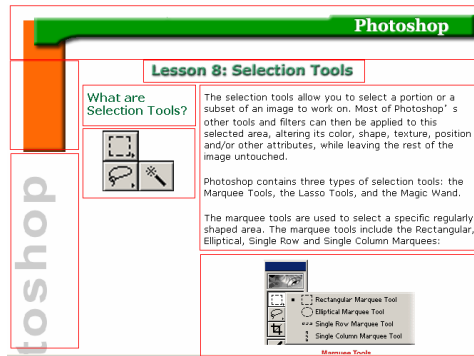 Photoshop
Lesson 8: Selection Tools
What are
Selection Tools?
The selection tools allow you to select a portion or a
subset of an image to work on. Most of Photoshop's
other tools and filters can then be applied to this
selected area, altering its color, shape, texture, position
and/or other attributes, while leaving the rest of the
image untouched.
Photoshop contains three types of selection tools: the
Marquee Tools, the Lasso Tools, and the Magic Wand.
The marquee tools are used to select a specific regularly
shaped area. The marquee tools include the Rectangular,
Elliptical, Single Row and Single Column Marquees:
toshop
Rectangular Marquee Tool
Elliptical Marquee Tool
Single Row Marquee Tool
Single Column Marquee Tool
Marquee Tools